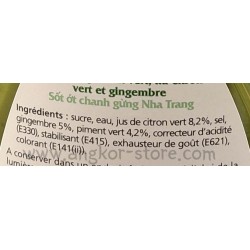 vert et gingembre
Sốt ớt chanh gừng Nha Trang
Ingrédients : sucre, eau, jus de citron vert 8,2%, sel,
gingembre 5%, piment vert 4,2%, correcteur d'acidité
(E330), stabilisant (E415), exhausteur de goût (E621),
colorant (E141(ii)).
www.angkor-store.com
A conserver dans un